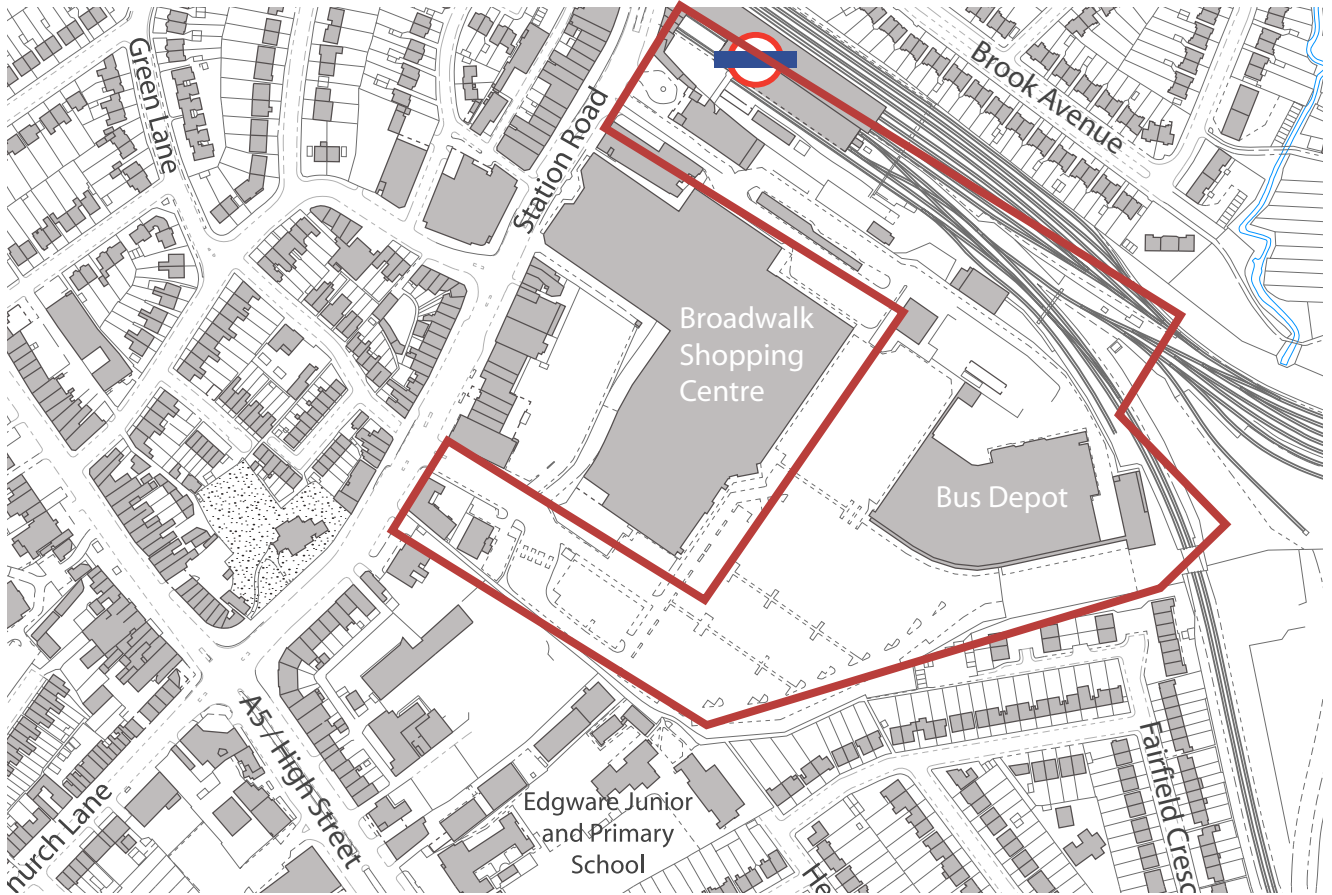 Green Lane
Station Road
Brook Avenue
Broadwalk
Shopping
Centre
Bus Depot
A5 / High Street
hurch Lane
Edgware Junior
and Primary
School
Fairfield Cresc
He